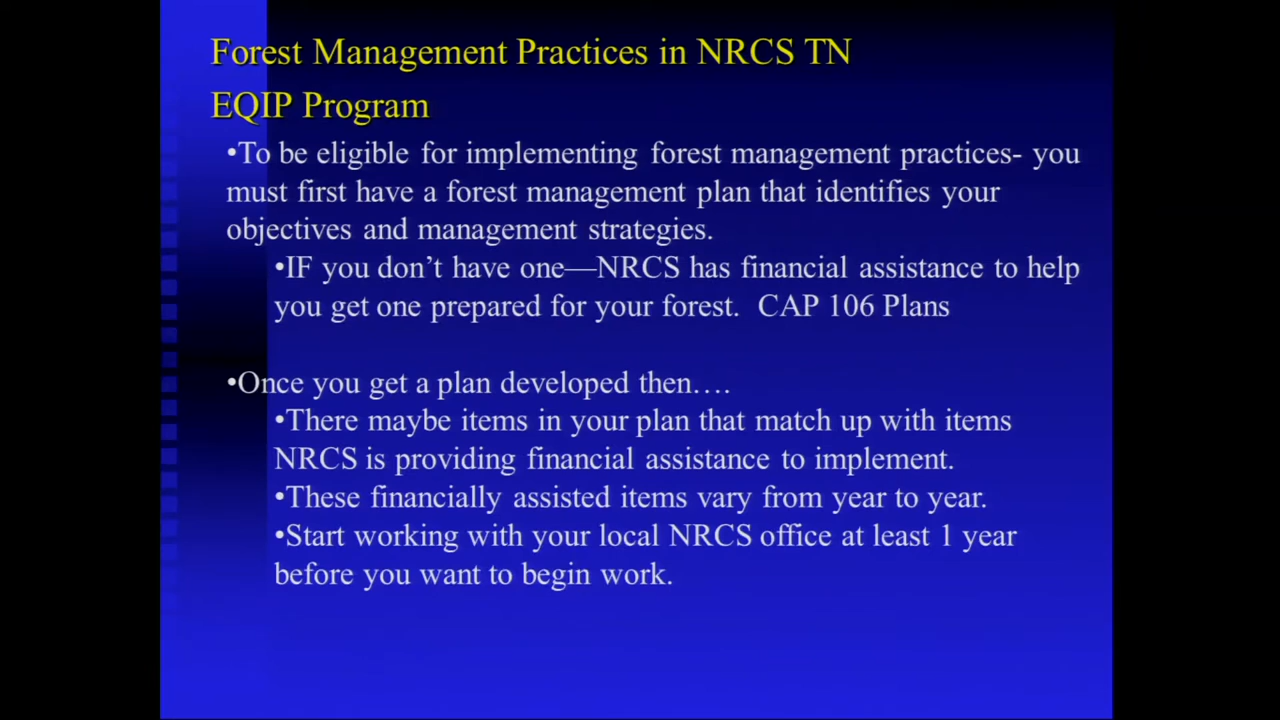 Forest Management Practices in NRCS TN
EQIP Program
•To be eligible for implementing forest management practices- you
must first have a forest management plan that identifies your
objectives and management strategies.
•IF you don’t have one—NRCS has financial assistance to help
you get one prepared for your forest. CAP 106 Plans
•Once you get a plan developed then….
•There maybe items in your plan that match up with items
NRCS is providing financial assistance to implement.
•These financially assisted items vary from year to year.
•Start working with your local NRCS office at least 1 year
before you want to begin work.